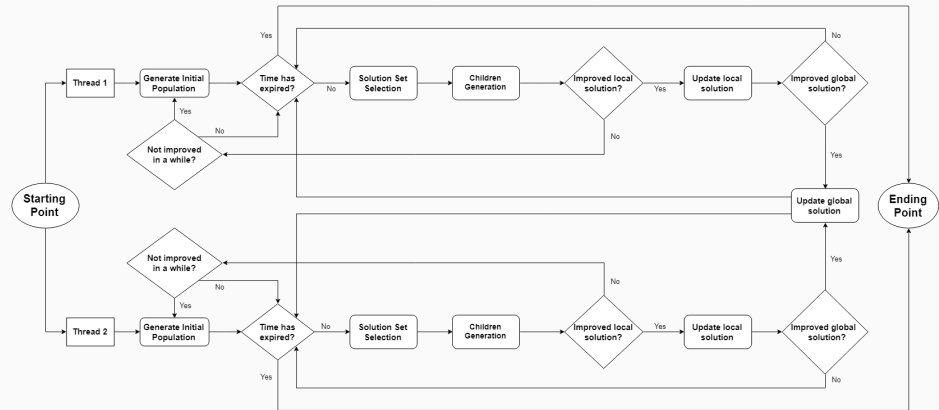 Yes
No
Thread 1
Generate Initial
Population
Time has
expired?
No
Solution Set
Selection
Children
Generation
Improved local
solution?
Yes
Update local
solution
Improved global
solution?
Yes
No
No
Not improved
in a while?
Yes
Starting
Point
Update global
solution
Ending
Point
Not improved
in a while?
No
Yes
No
Yes
Thread 2
Generate Initial
Population
Time has
expired?
No
Solution Set
Selection
Children
Generation
Improved local
solution?
Yes
Update local
solution
Improved global
solution?
Yes
No